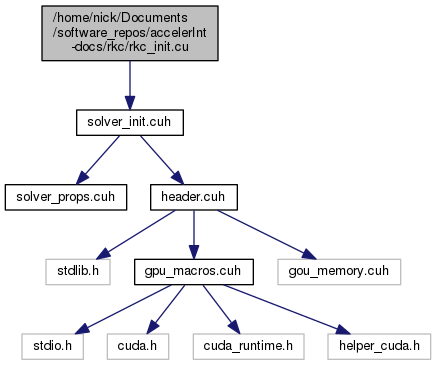 /home/nick/Documents
/software_repos/accelerInt
-docs/rkc/rkc_init.cu
solver_init.cuh
solver_props.cuh
header.cuh
stdlib.h
gpu_macros.cuh
gou_memory.cuh
stdio.h
cuda.h
cuda_runtime.h
helper_cuda.h